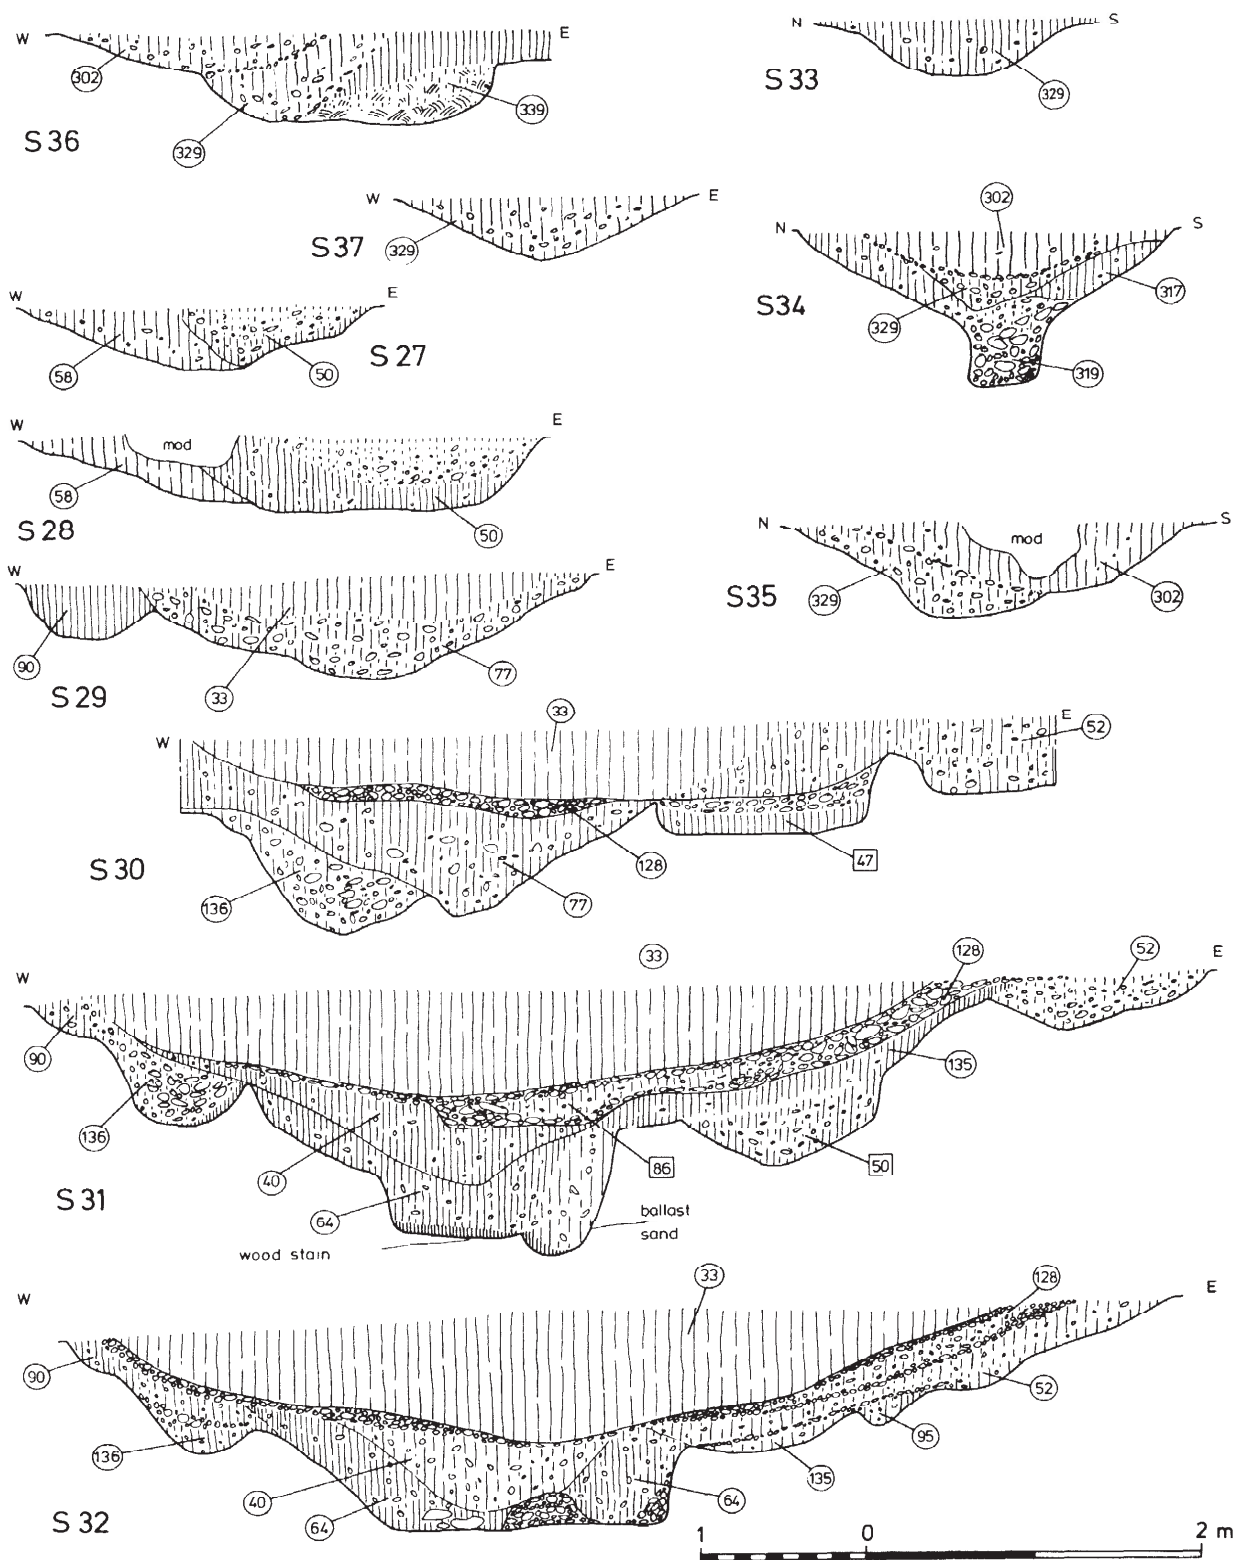 W E
302
339
S 36
329
N S
S 33
329
W E
S 37
329
302
N S
S34
317
329
319
W E
S 27
58
50
W E
mod
58
S 28
50
N S
mod
S35
329
302
W E
90
33
77
S 29
33
W E
52
S 30
128
47
136
77
33
W E
128
52
90
135
136
40
86
50
S 31
64
ballast
sand
wood stain
33
128
W E
90
52
95
136
135
40
64
64
S 32
1 0 2 m